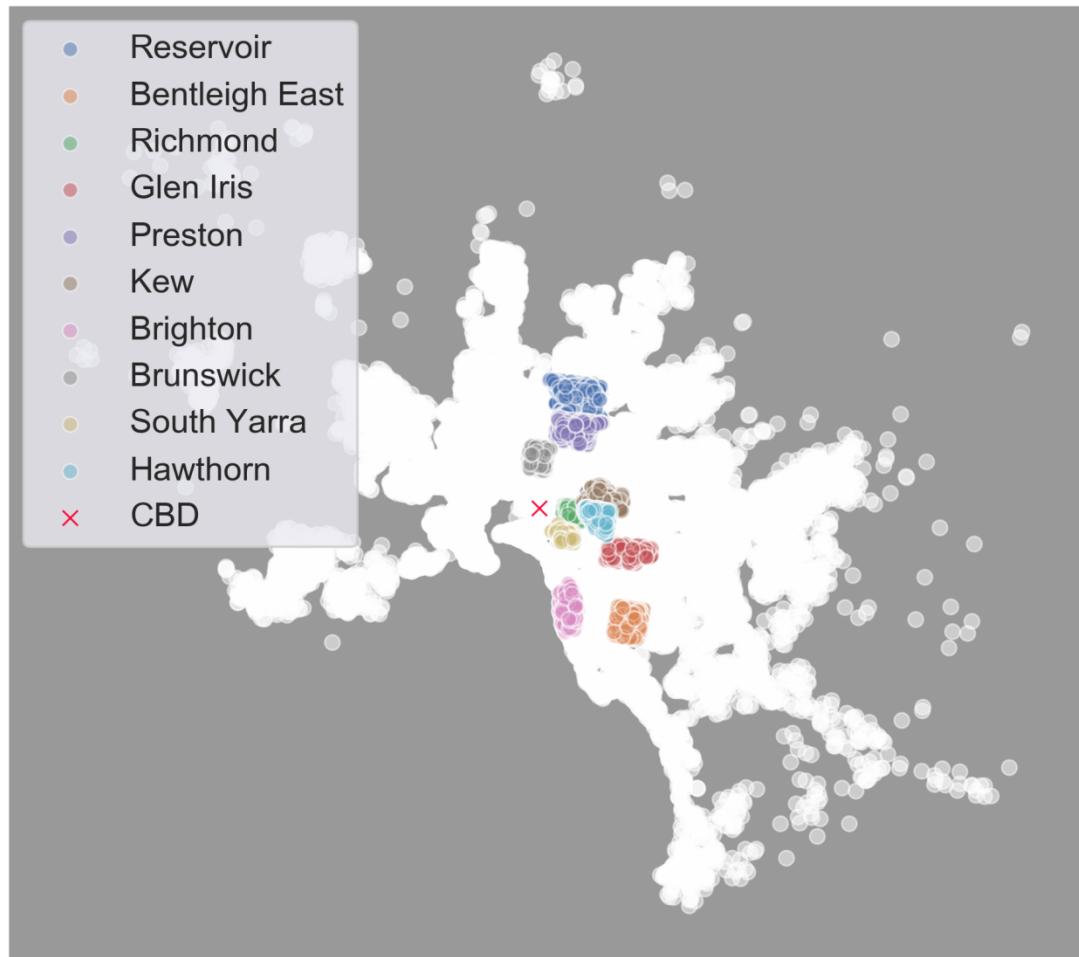 Reservoir
Bentleigh East
Richmond
Glen Iris
Preston
Kew
Brighton
Brunswick
South Yarra
Hawthorn
CBD